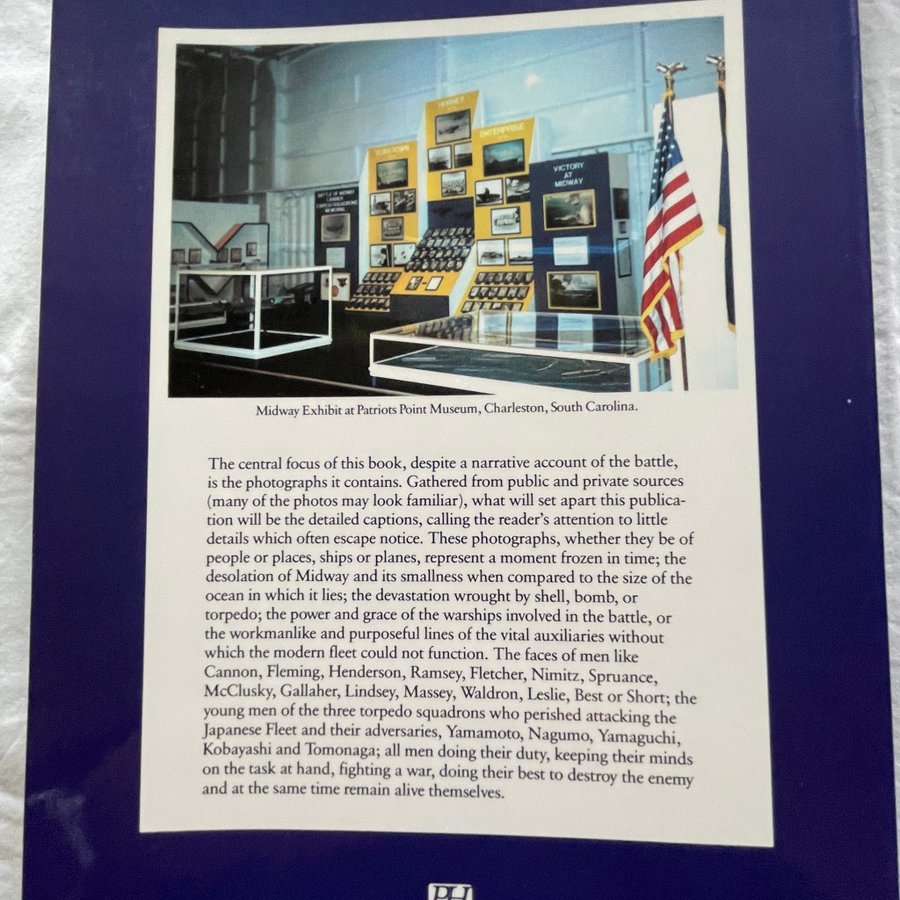 HORNET
YORKTOWN
ENTERPRISE
VICTORY
AT
MIDWAY
BATTLE OF MIDWAY
CARRIER
TORPEDO SQUADRONS
MEMORIAL
Midway Exhibit at Patriots Point Museum, Charleston, South Carolina.
The central focus of this book, despite a narrative account of the battle,
is the photographs it contains. Gathered from public and private sources
(many of the photos may look familiar), what will set apart this publica-
tion will be the detailed captions, calling the reader's attention to little
details which often escape notice. These photographs, whether they be of
people or places, ships or planes, represent a moment frozen in time; the
desolation of Midway and its smallness when compared to the size of the
ocean in which it lies; the devastation wrought by shell, bomb, or
torpedo; the power and grace of the warships involved in the battle, or
the workmanlike and purposeful lines of the vital auxiliaries without
which the modern fleet could not function. The faces of men like
Cannon, Fleming, Henderson, Ramsey, Fletcher, Nimitz, Spruance,
McClusky, Gallaher, Lindsey, Massey, Waldron, Leslie, Best or Short; the
young men of the three torpedo squadrons who perished attacking the
Japanese Fleet and their adversaries, Yamamoto, Nagumo, Yamaguchi,
Kobayashi and Tomonaga; all men doing their duty, keeping their minds
on the task at hand, fighting a war, doing their best to destroy the enemy
and at the same time remain alive themselves.
PH